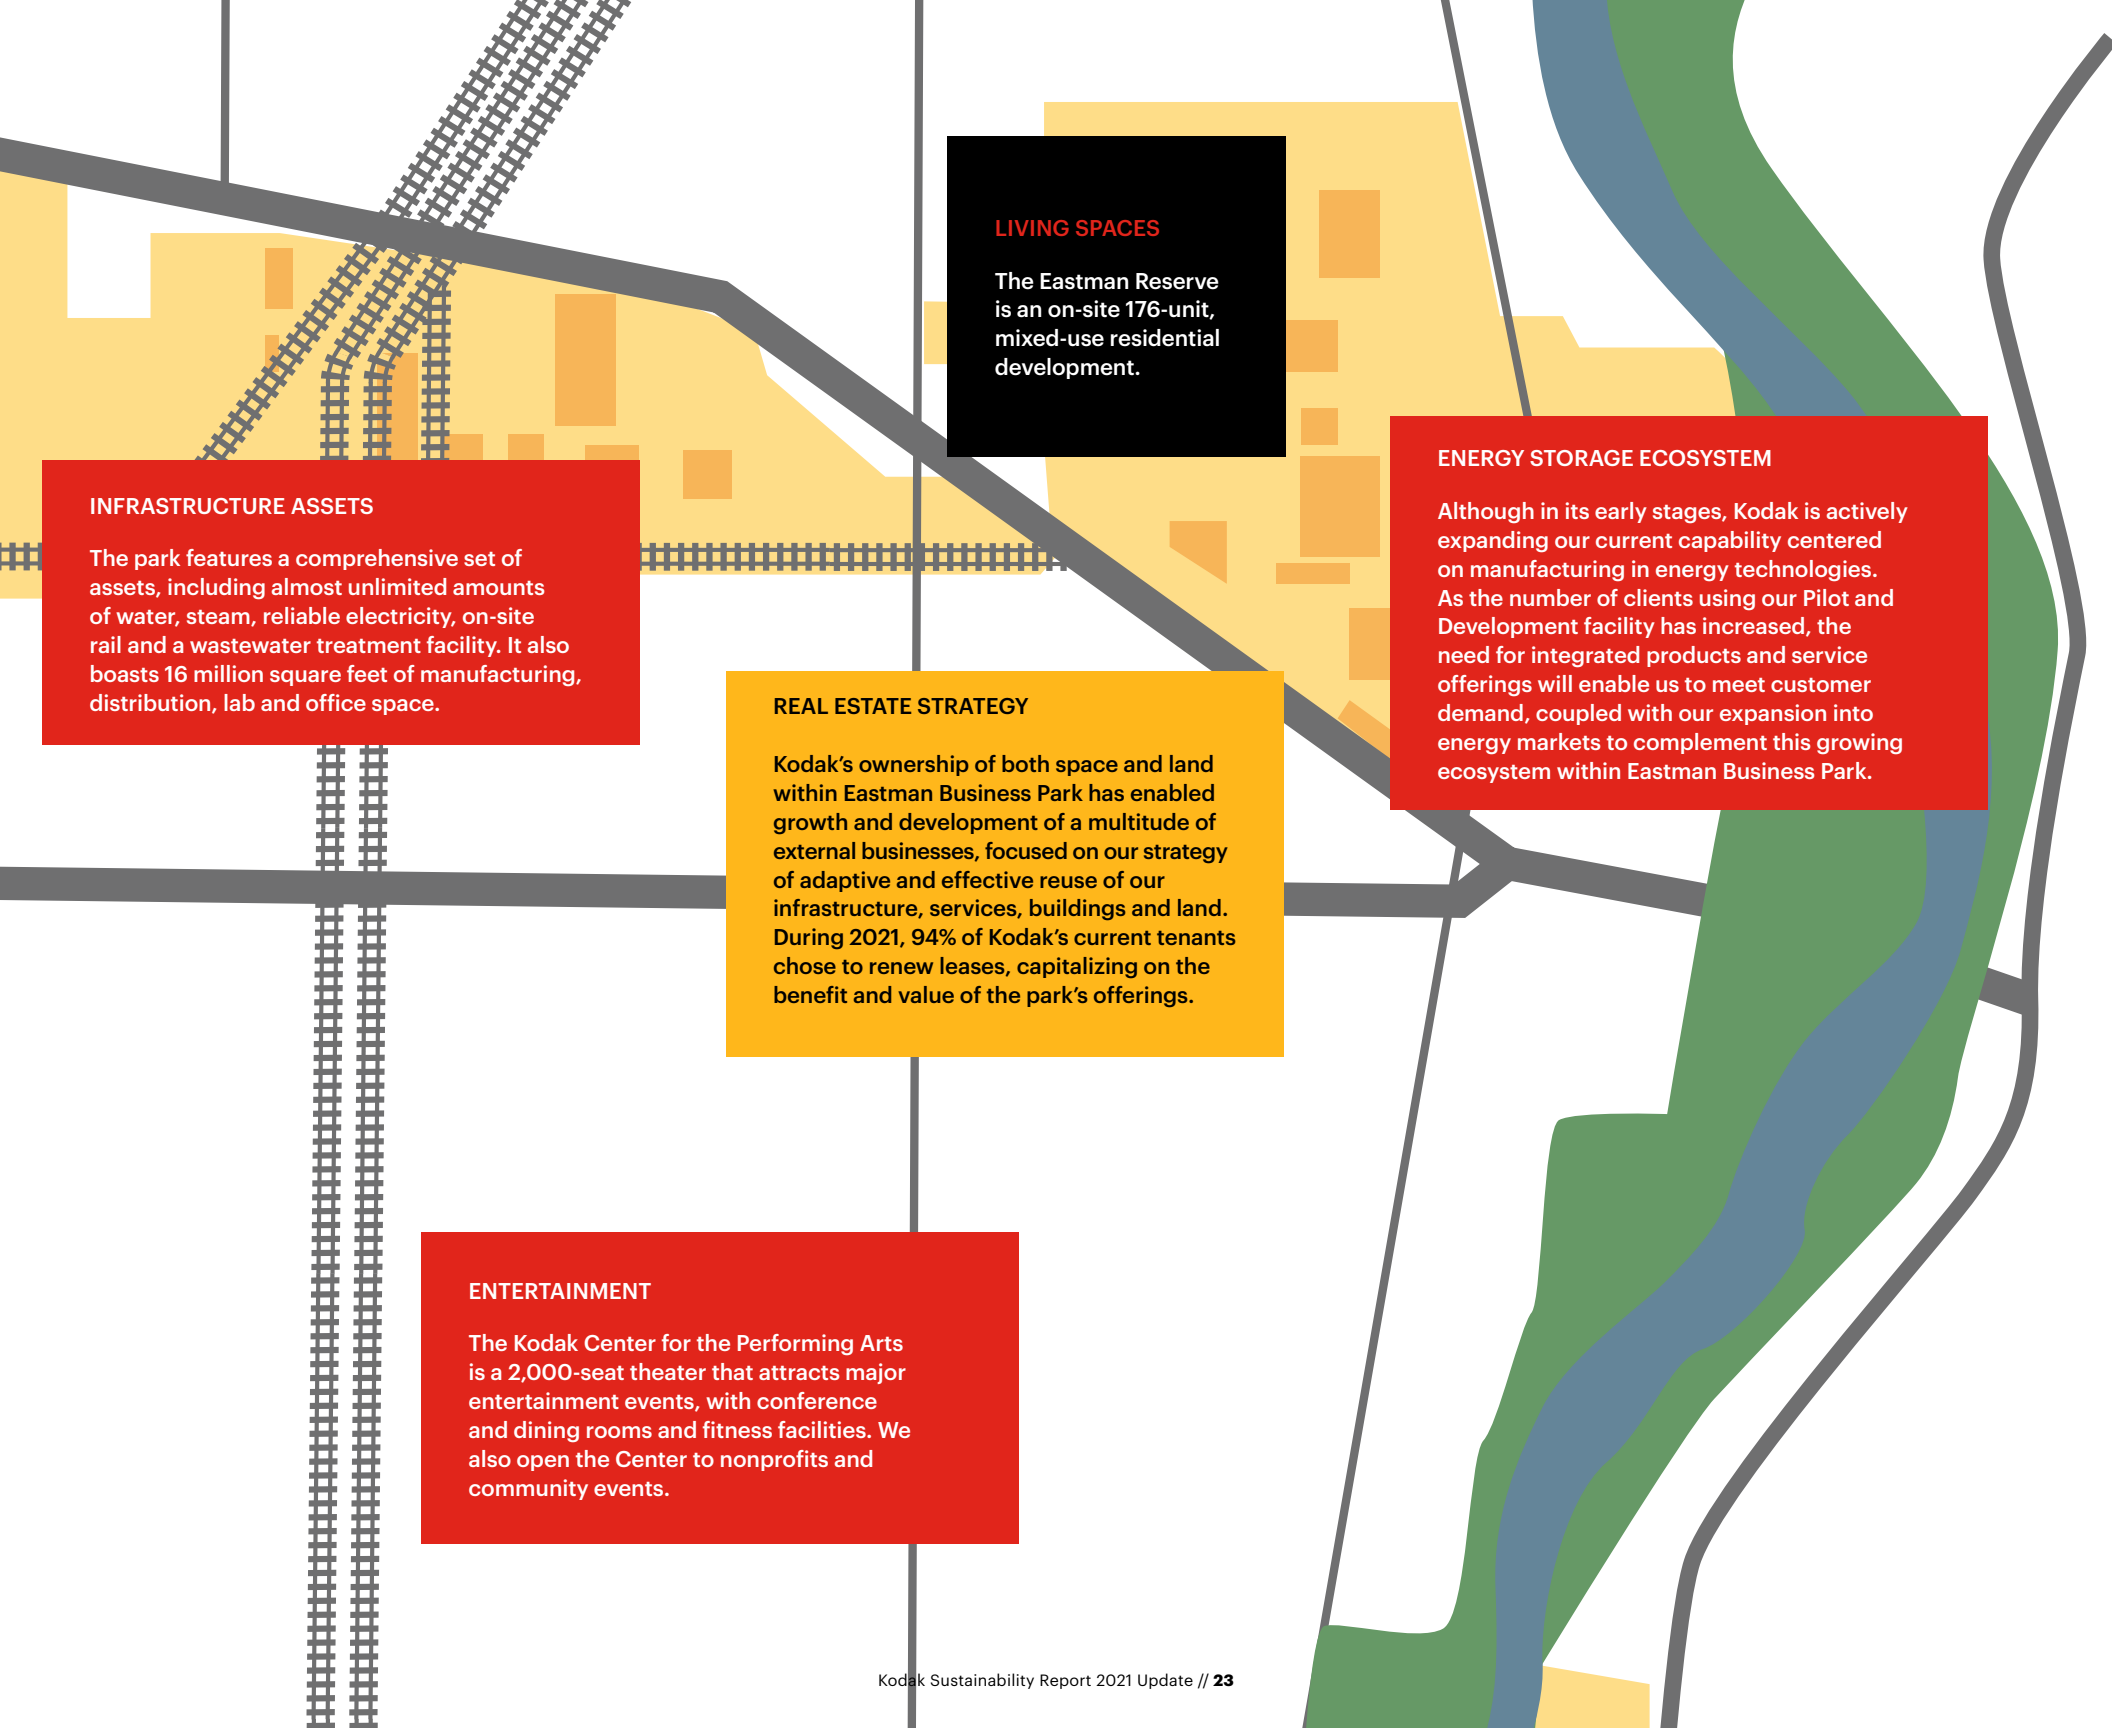 LIVING SPACES
The Eastman Reserve
is an on-site 176-unit,
mixed-use residential
development.
INFRASTRUCTURE ASSETS
The park features a comprehensive set of
assets, including almost unlimited amounts
of water, steam, reliable electricity, on-site
rail and a wastewater treatment facility. It also
boasts 16 million square feet of manufacturing,
distribution, lab and office space.
ENERGY STORAGE ECOSYSTEM
Although in its early stages, Kodak is actively
expanding our current capability centered
on manufacturing in energy technologies.
As the number of clients using our Pilot and
Development facility has increased, the
need for integrated products and service
offerings will enable us to meet customer
demand, coupled with our expansion into
energy markets to complement this growing
ecosystem within Eastman Business Park.
REAL ESTATE STRATEGY
Kodak’s ownership of both space and land
within Eastman Business Park has enabled
growth and development of a multitude of
external businesses, focused on our strategy
of adaptive and effective reuse of our
infrastructure, services, buildings and land.
During 2021, 94% of Kodak’s current tenants
chose to renew leases, capitalizing on the
benefit and value of the park’s offerings.
ENTERTAINMENT
The Kodak Center for the Performing Arts
is a 2,000-seat theater that attracts major
entertainment events, with conference
and dining rooms and fitness facilities. We
also open the Center to nonprofits and
community events.
Kodak Sustainability Report 2021 Update // 23